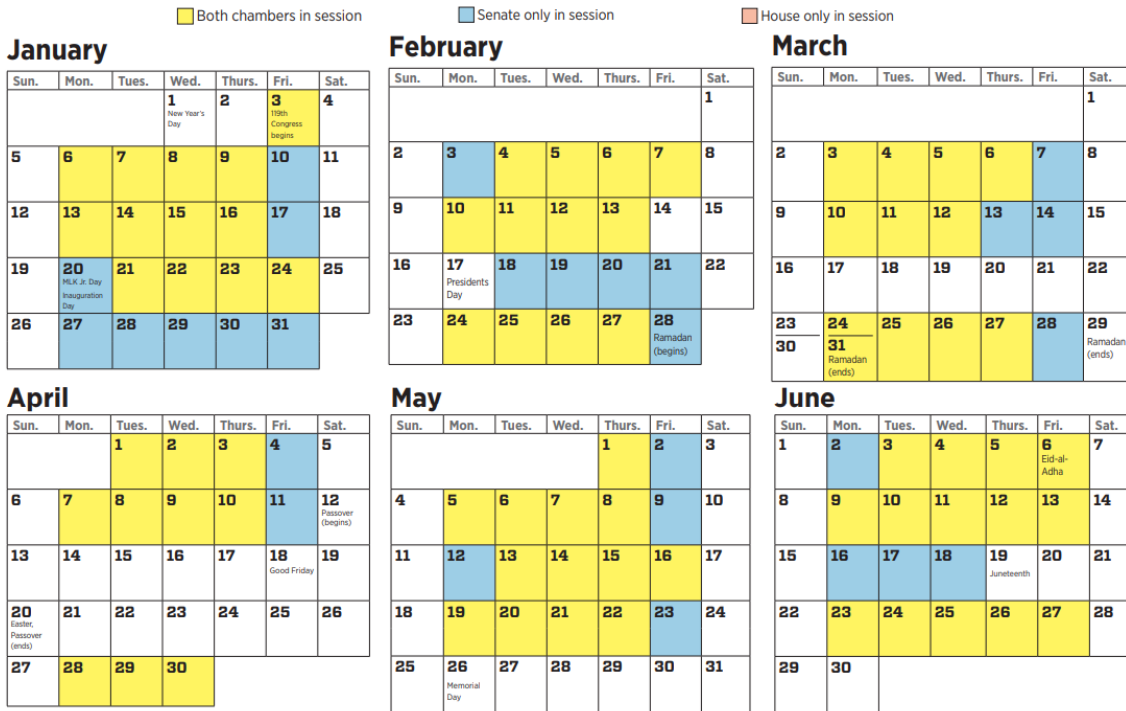 Both chambers in session Senate only in session House only in session
January
Sun. Mon. Tues. Wed. Thurs. Fri. Sat.
1 2 3 4
New Year's Day 119th Congress begins
5 6 7 8 9 10 11
12 13 14 15 16 17 18
19 20 21 22 23 24 25
MLK Jr. Day
Inauguration
Day
26 27 28 29 30 31
February
Sun. Mon. Tues. Wed. Thurs. Fri. Sat.
1
2 3 4 5 6 7 8
9 10 11 12 13 14 15
16 17 18 19 20 21 22
Presidents
Day
23 24 25 26 27 28
Ramadan
(begins)
March
Sun. Mon. Tues. Wed. Thurs. Fri. Sat.
1
2 3 4 5 6 7 8
9 10 11 12 13 14 15
16 17 18 19 20 21 22
23 24 25 26 27 28 29
30 31
Ramadan
(ends)
Ramadan
(ends)
April
Sun. Mon. Tues. Wed. Thurs. Fri. Sat.
1 2 3 4 5
6 7 8 9 10 11 12
Passover
(begins)
13 14 15 16 17 18 19
Good Friday
20 21 22 23 24 25 26
Easter,
Passover
(ends)
27 28 29 30
May
Sun. Mon. Tues. Wed. Thurs. Fri. Sat.
1 2 3
4 5 6 7 8 9 10
11 12 13 14 15 16 17
18 19 20 21 22 23 24
25 26 27 28 29 30 31
Memorial
Day
June
Sun. Mon. Tues. Wed. Thurs. Fri. Sat.
1 2 3 4 5 6 7
Eid-al-
Adha
8 9 10 11 12 13 14
15 16 17 18 19 20 21
Juneteenth
22 23 24 25 26 27 28
29 30